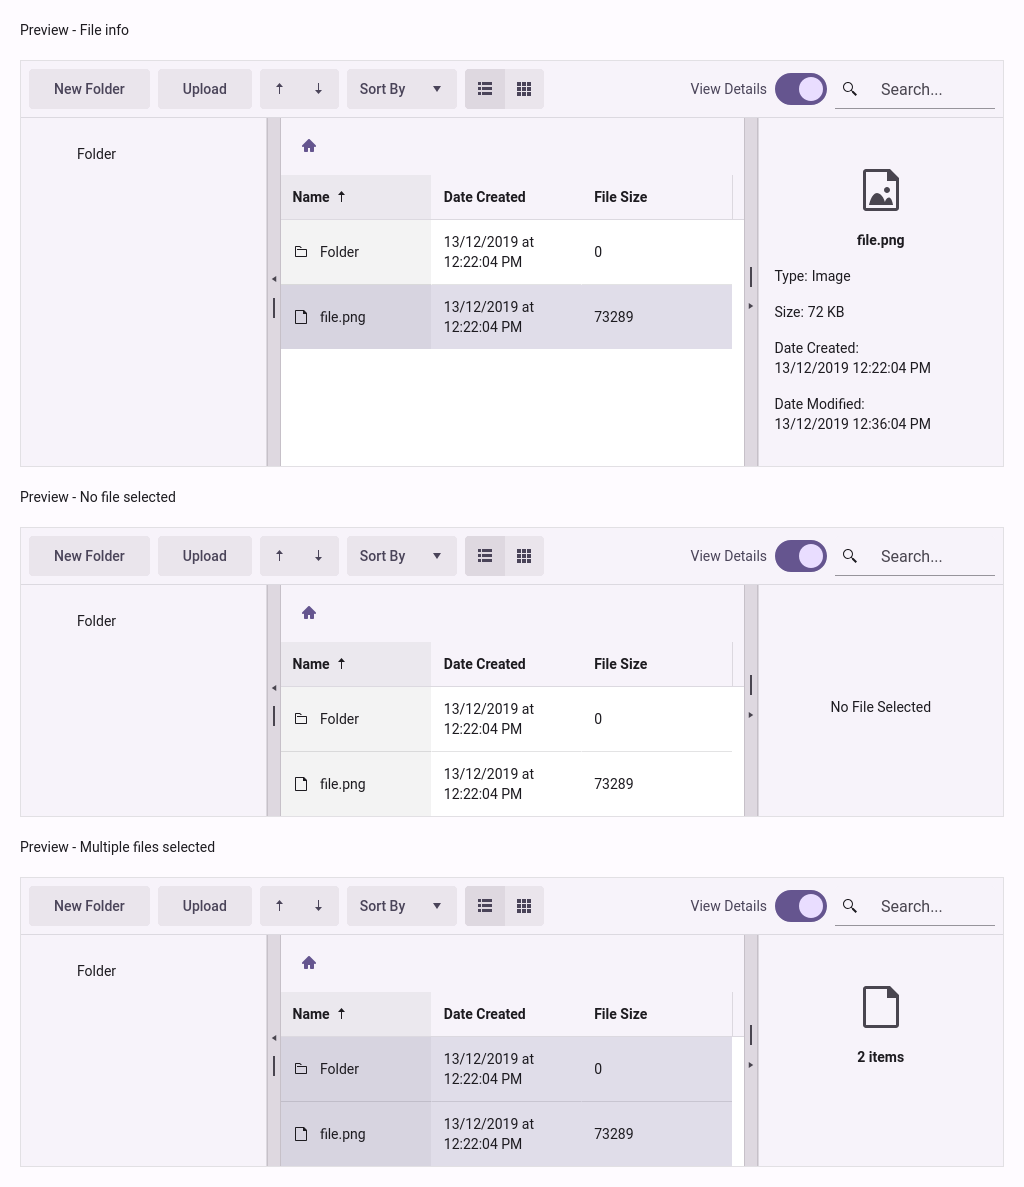 Preview - File info
New Folder Upload Sort By View Details Search...
Folder
Name Date Created File Size
Folder 13/12/2019 at 12:22:04 PM 0
file.png 13/12/2019 at 12:22:04 PM 73289
file.png
Type: Image
Size: 72 KB
Date Created:
13/12/2019 12:22:04 PM
Date Modified:
13/12/2019 12:36:04 PM
Preview - No file selected
New Folder Upload Sort By View Details Search...
Folder
Name Date Created File Size
Folder 13/12/2019 at 12:22:04 PM 0
file.png 13/12/2019 at 12:22:04 PM 73289
No File Selected
Preview - Multiple files selected
New Folder Upload Sort By View Details Search...
Folder
Name Date Created File Size
Folder 13/12/2019 at 12:22:04 PM 0
file.png 13/12/2019 at 12:22:04 PM 73289
2 items